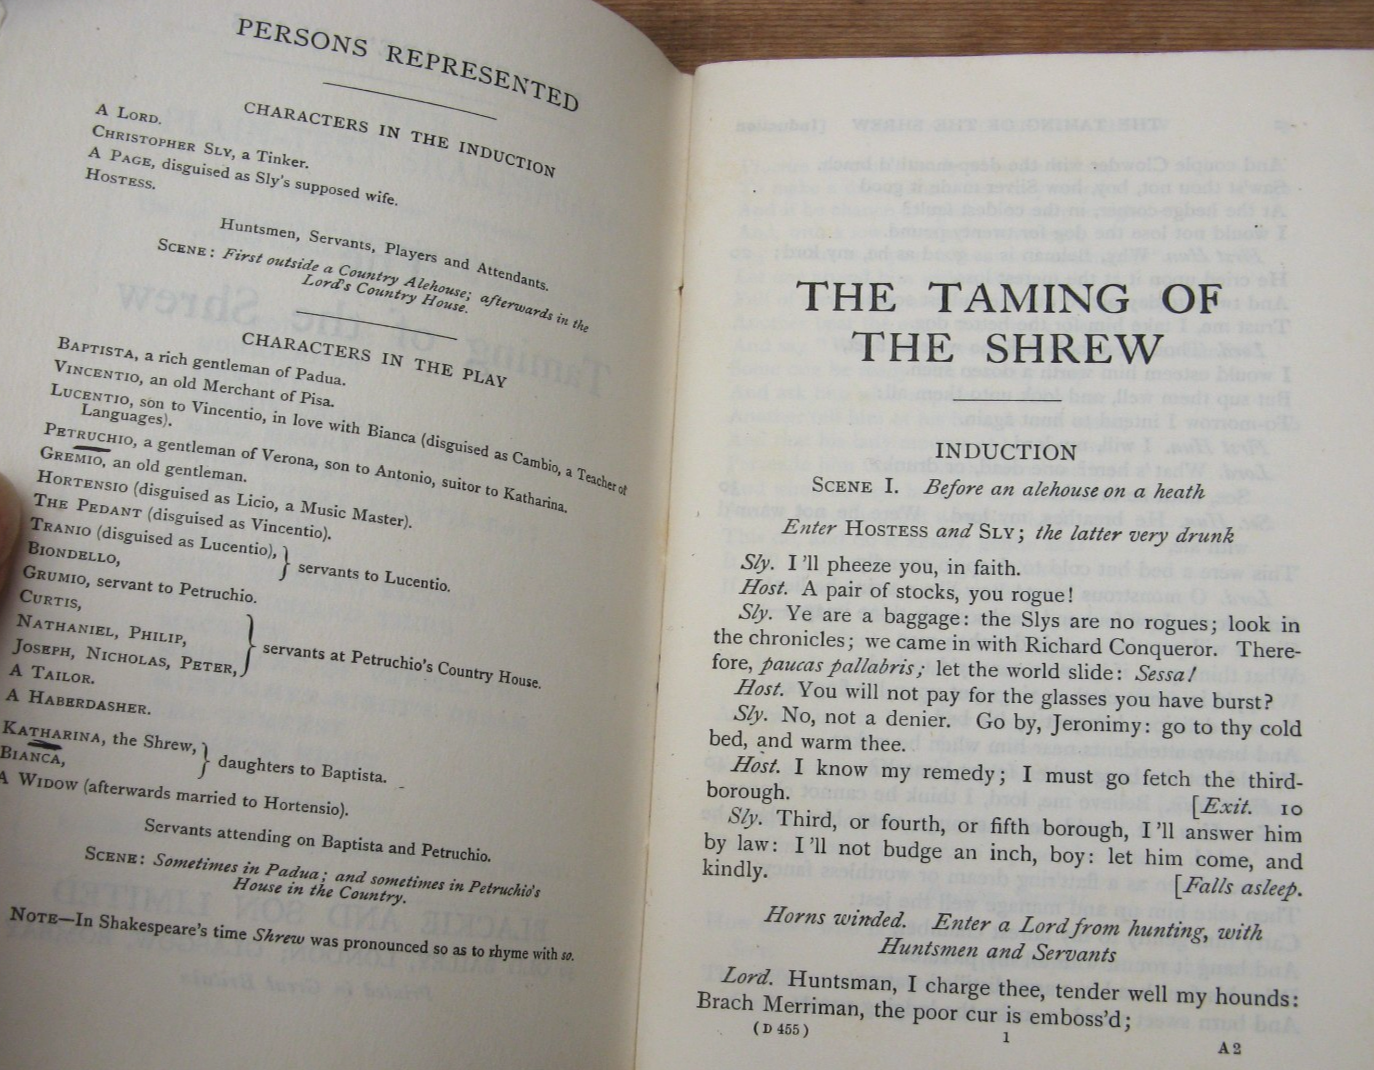 PERSONS REPRESENTED
CHARACTERS IN THE INDUCTION
A LORD.
CHRISTOPHER SLY, a Tinker.
A PAGE, disguised as Sly's supposed wife.
HOSTESS.
Huntsmen, Servants, Players and Attendants.
SCENE: First outside a Country Alehouse; afterwards in the
Lord's Country House.
CHARACTERS IN THE PLAY
BAPTISTA, a rich gentleman of Padua.
VINCENTIO, an old Merchant of Pisa.
LUCENTIO, son to Vincentio, in love with Bianca (disguised as Cambio, a Teacher of
Languages).
PETRUCHIO, a gentleman of Verona, son to Antonio, suitor to Katharina.
GREMIO, an old gentleman.
HORTENSIO (disguised as Licio, a Music Master).
THE PEDANT (disguised as Vincentio).
TRANIO (disguised as Lucentio),
BIONDELLO,
} servants to Lucentio.
GRUMIO, servant to Petruchio.
CURTIS,
NATHANIEL, PHILIP,
JOSEPH, NICHOLAS, PETER,
} servants at Petruchio's Country House.
A TAILOR.
A HABERDASHER.
KATHARINA, the Shrew,
BIANCA,
} daughters to Baptista.
A WIDOW (afterwards married to Hortensio).
Servants attending on Baptista and Petruchio.
SCENE: Sometimes in Padua; and sometimes in Petruchio's
House in the Country.
NOTE—In Shakespeare's time Shrew was pronounced so as to rhyme with so.
THE TAMING OF
THE SHREW
INDUCTION
SCENE I. Before an alehouse on a heath
Enter HOSTESS and SLY; the latter very drunk
Sly. I'll pheeze you, in faith.
Host. A pair of stocks, you rogue!
Sly. Ye are a baggage: the Slys are no rogues; look in
the chronicles; we came in with Richard Conqueror. There-
fore, paucas pallabris; let the world slide: Sessa!
Host. You will not pay for the glasses you have burst?
Sly. No, not a denier. Go by, Jeronimy: go to thy cold
bed, and warm thee.
Host. I know my remedy; I must go fetch the third-
borough. [Exit. 10
Sly. Third, or fourth, or fifth borough, I'll answer him
by law: I'll not budge an inch, boy: let him come, and
kindly. [Falls asleep.
Horns winded. Enter a Lord from hunting, with
Huntsmen and Servants
Lord. Huntsman, I charge thee, tender well my hounds:
Brach Merriman, the poor cur is emboss'd;
(D 455) 1 A 2